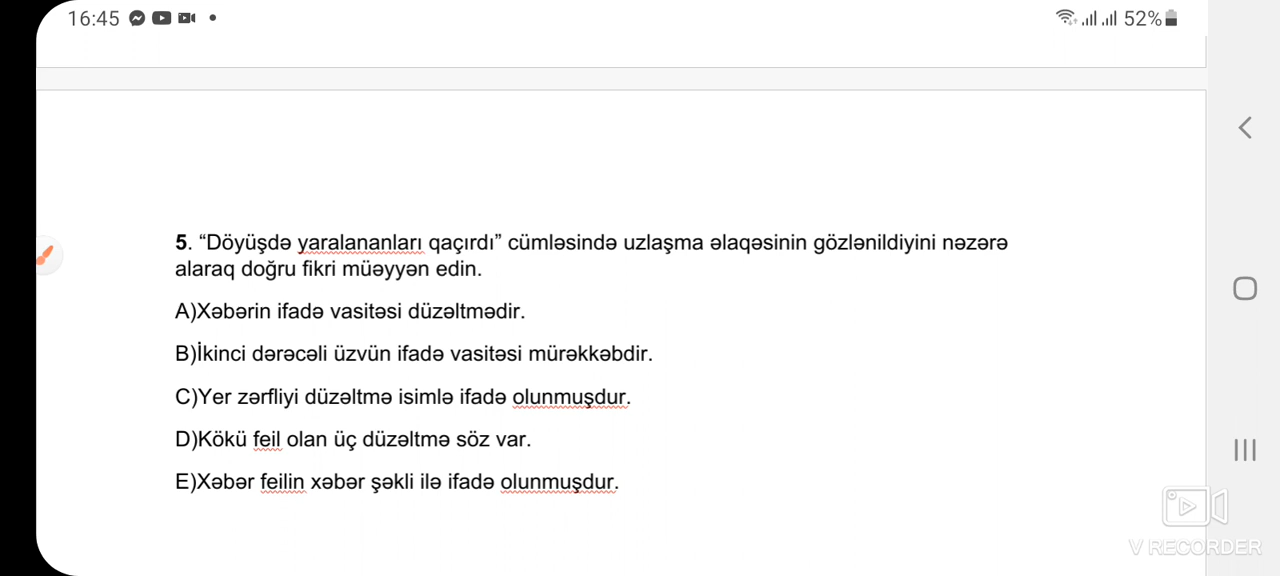 16:45
52%
5. “Döyüşdə yaralananları qaçırdı” cümləsində uzlaşma əlaqəsinin gözlənildiyini nəzərə
alaraq doğru fikri müəyyən edin.
A)Xəbərin ifadə vasitəsi düzəltmədir.
B)İkinci dərəcəli üzvün ifadə vasitəsi mürəkkəbdir.
C)Yer zərfliyi düzəltmə isimlə ifadə olunmuşdur.
D)Kökü feil olan üç düzəltmə söz var.
E)Xəbər feilin xəbər şəkli ilə ifadə olunmuşdur.
V RECORDER